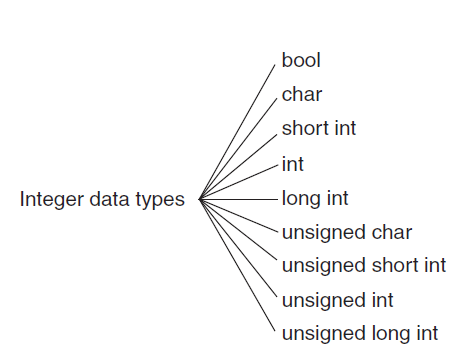 bool
char
short int
int
Integer data types
long int
unsigned char
unsigned short int
unsigned int
unsigned long int